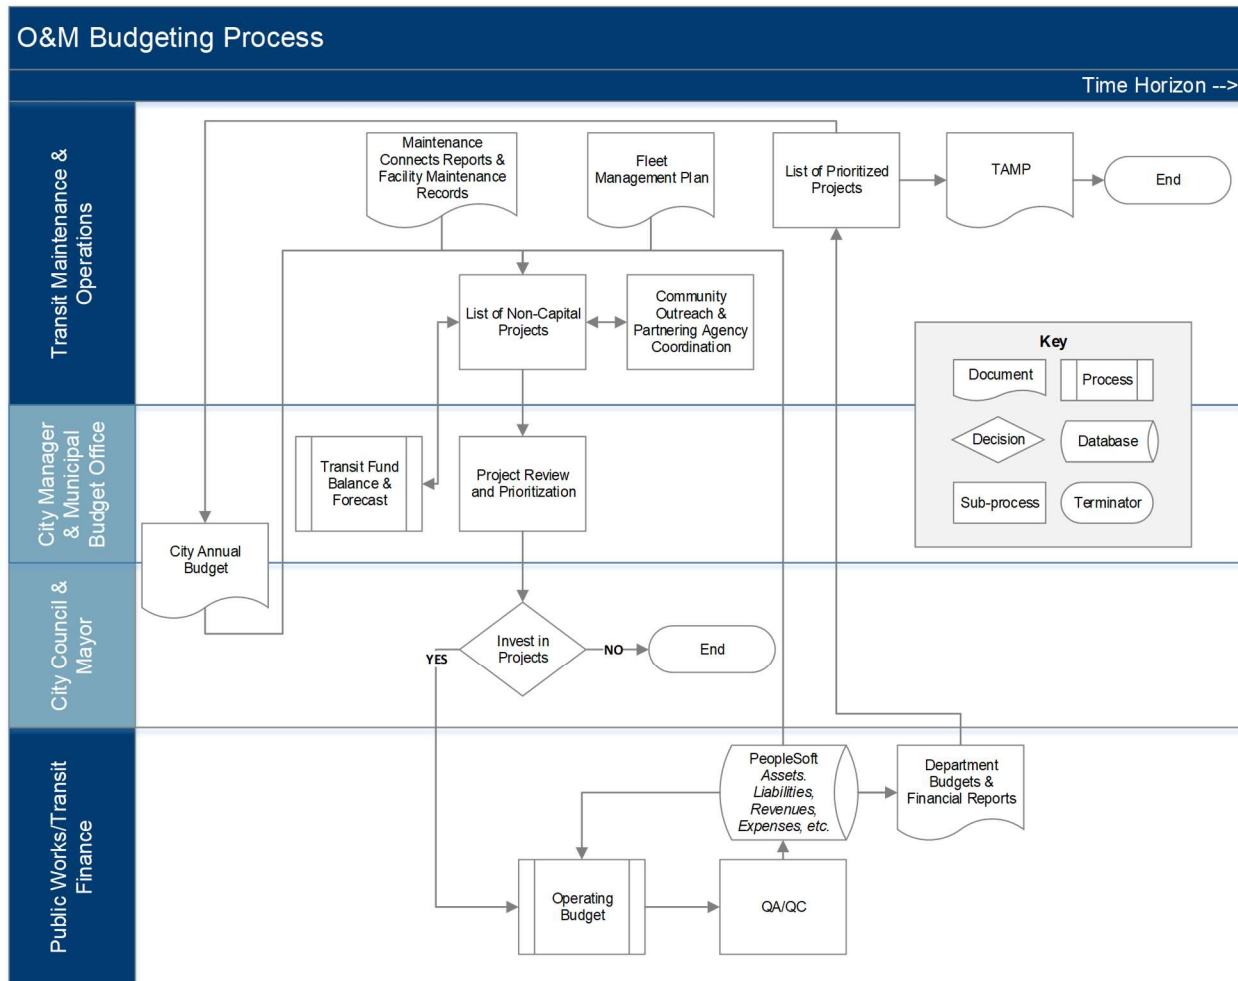 O&M Budgeting Process
Time Horizon -->
Transit Maintenance &
Operations
Maintenance
Connects Reports &
Facility Maintenance
Records
Fleet
Management Plan
List of Prioritized
Projects
TAMP
End
List of Non-Capital
Projects
Community
Outreach &
Partnering Agency
Coordination
Key
Document
Process
Decision
Database
Sub-process
Terminator
City Manager
& Municipal
Budget Office
Transit Fund
Balance &
Forecast
Project Review
and Prioritization
City Annual
Budget
City Council &
Mayor
Invest in
Projects
YES
NO
End
Public Works/Transit
Finance
PeopleSoft
Assets.
Liabilities,
Revenues,
Expenses, etc.
Department
Budgets &
Financial Reports
Operating
Budget
QA/QC